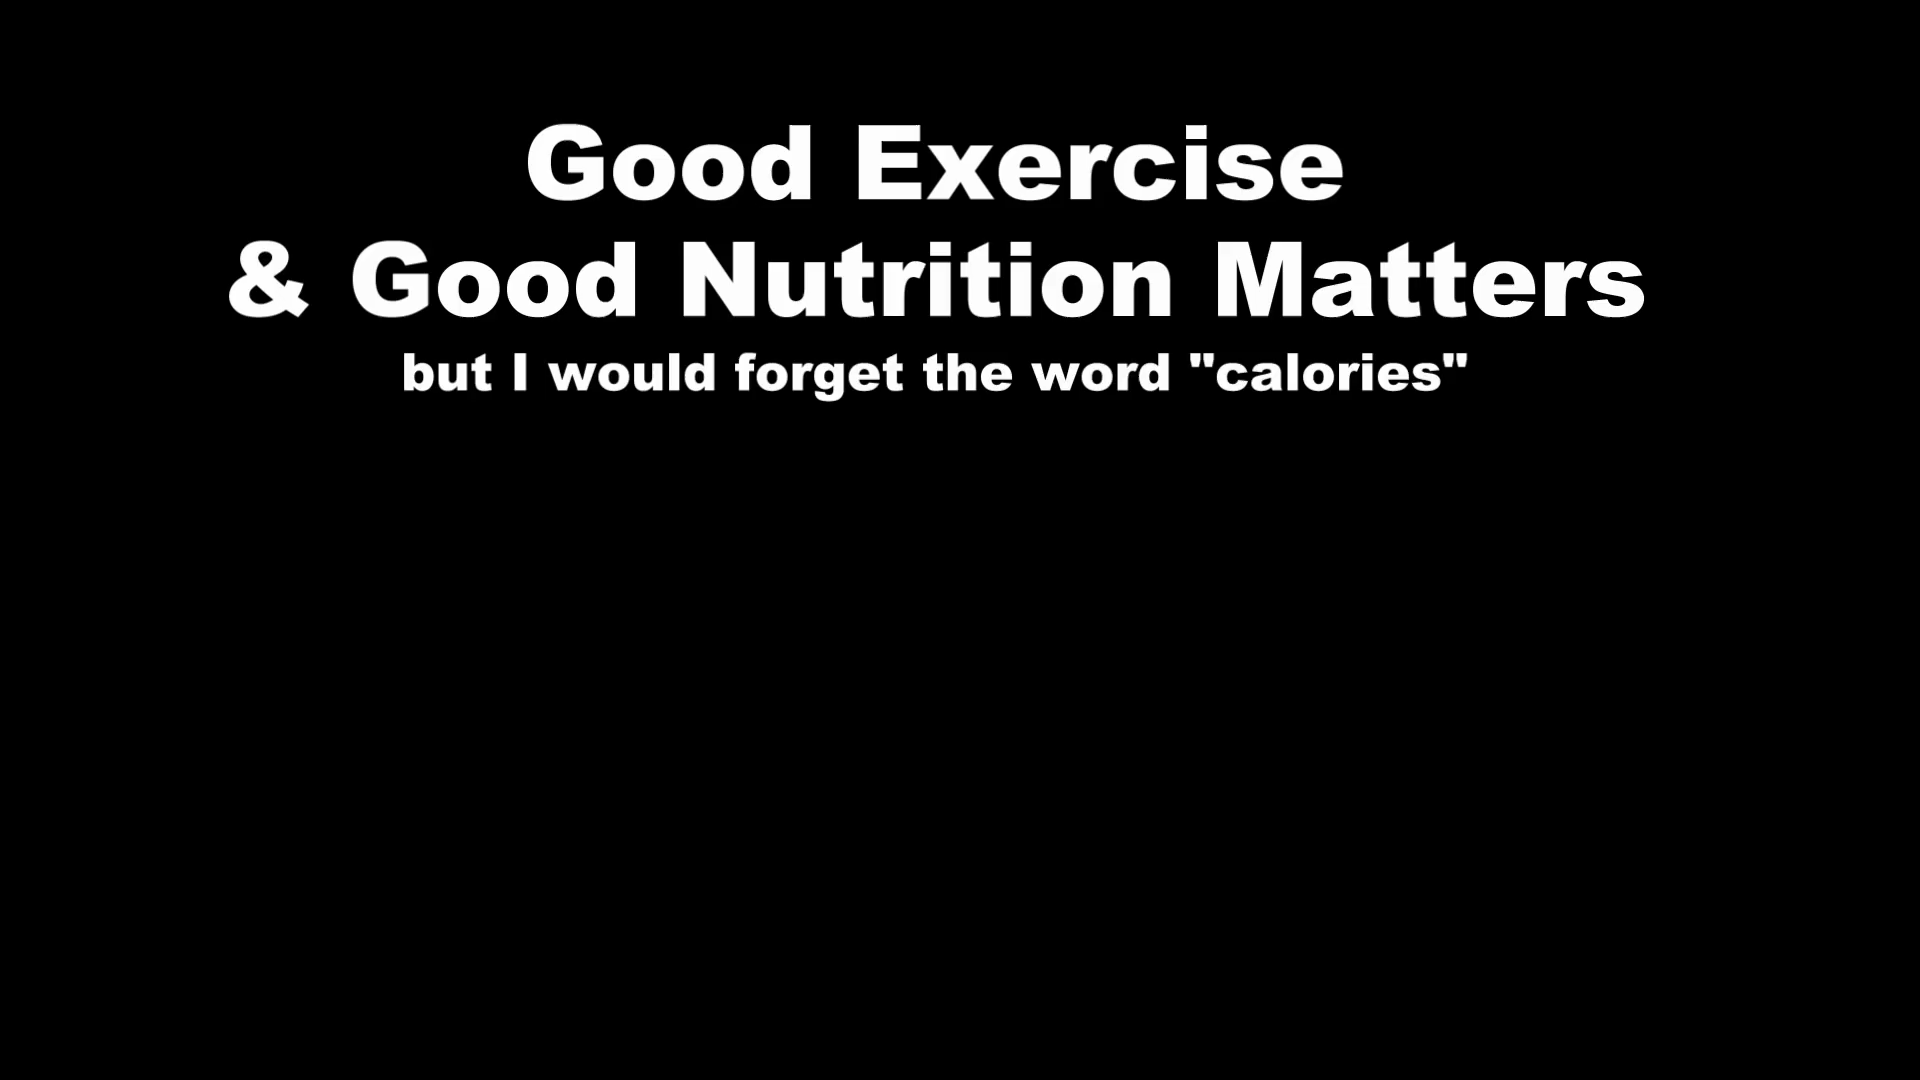 Good Exercise
& Good Nutrition Matters
but I would forget the word "calories"